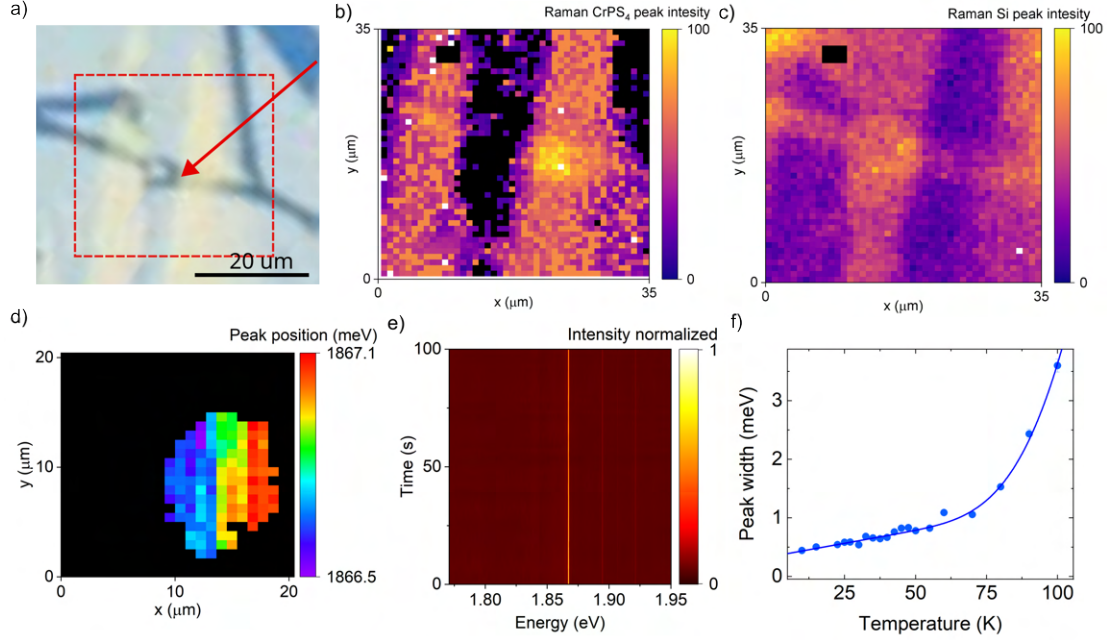 a)
20 um
b)
Raman CrPS₄ peak intesity
35
y (μm)
0
0
x (μm)
35
100
0
c)
Raman Si peak intesity
35
y (μm)
0
0
x (μm)
35
100
0
d)
Peak position (meV)
20
10
0
y (μm)
0
10
20
x (μm)
1867.1
1866.5
e)
Intensity normalized
100
50
0
Time (s)
1.80
1.85
1.90
1.95
Energy (eV)
1
0
f)
3
2
1
0
Peak width (meV)
25
50
75
100
Temperature (K)